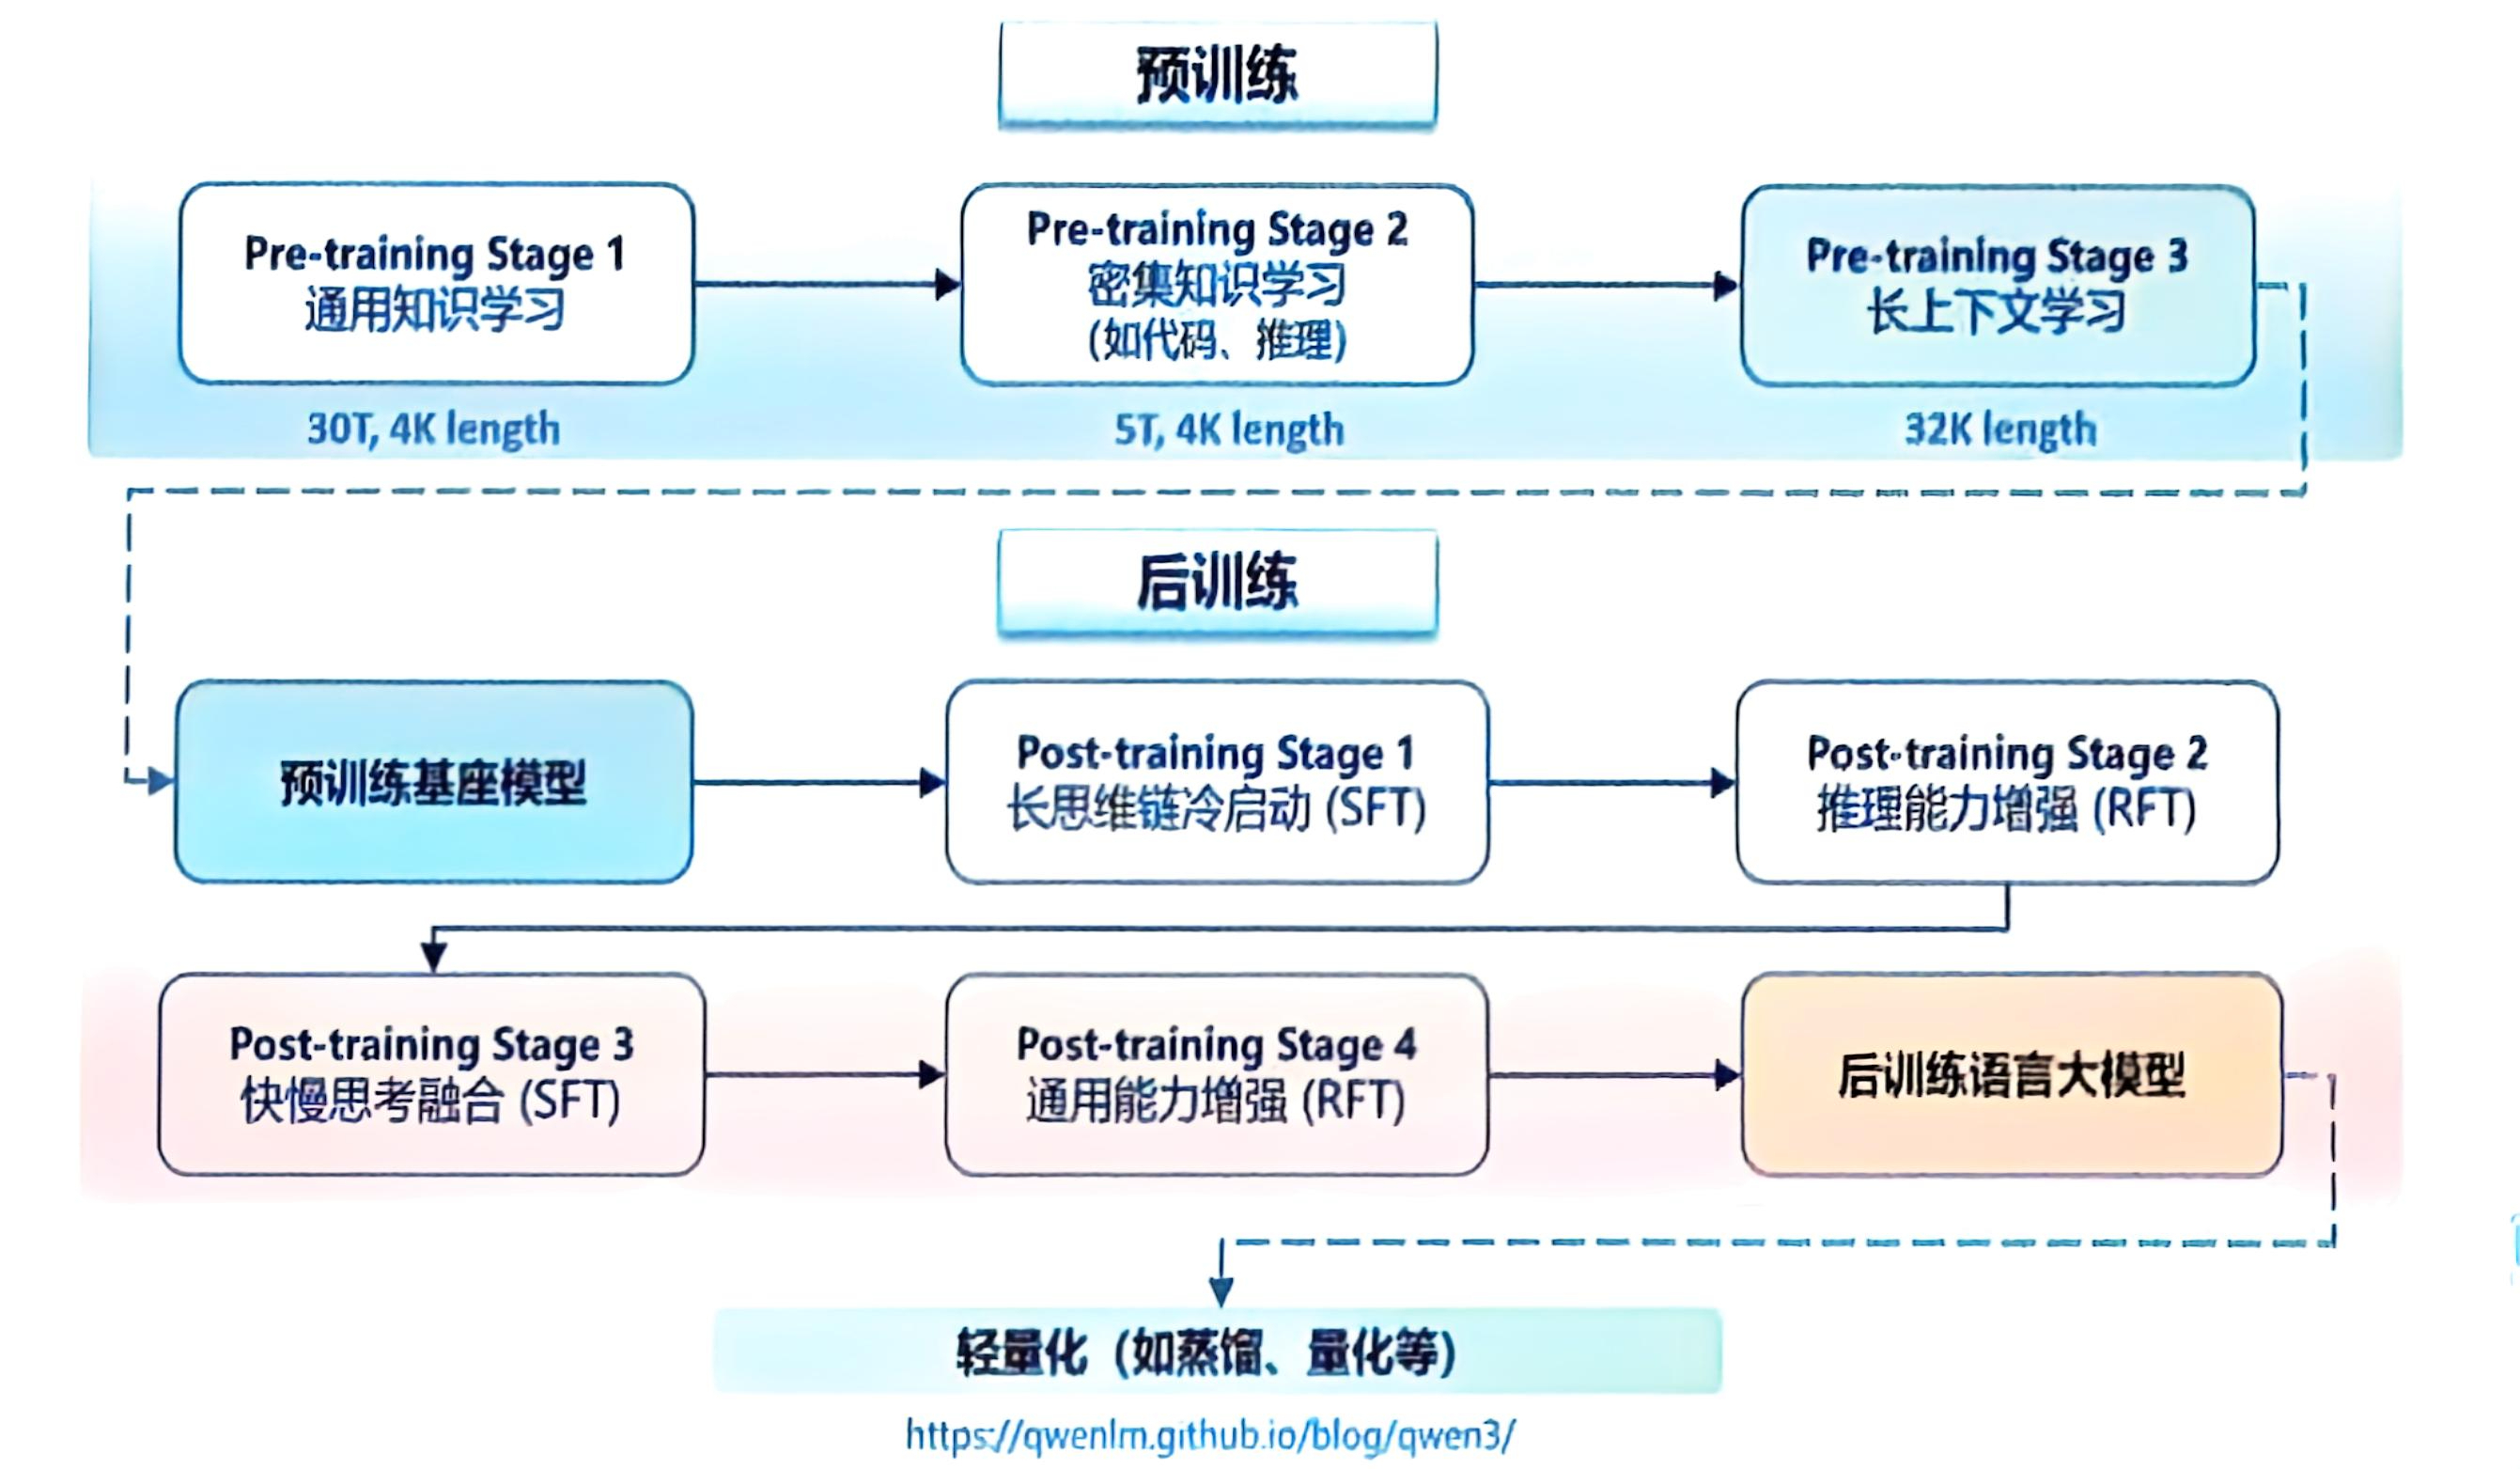 预训练
Pre-training Stage 1
通用知识学习
30T, 4K length
Pre-training Stage 2
密集知识学习
(如代码、推理)
5T, 4K length
Pre-training Stage 3
长上下文学习
32K length
后训练
预训练基座模型
Post-training Stage 1
长思维链冷启动 (SFT)
Post-training Stage 2
推理能力增强 (RFT)
Post-training Stage 3
快慢思考融合 (SFT)
Post-training Stage 4
通用能力增强 (RFT)
后训练语言大模型
轻量化（如蒸馏、量化等）
https://qwenlm.github.io/blog/qwen3/